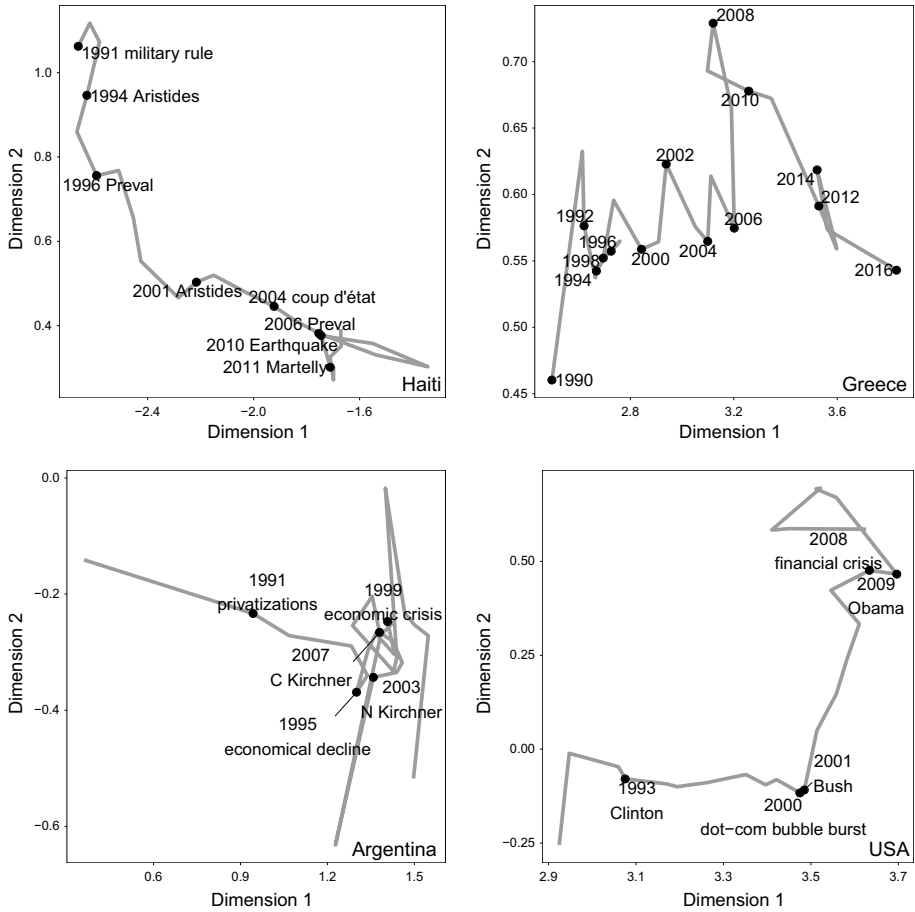 1991 military rule
1994 Aristides
1996 Preval
2001 Aristides
2004 coup d'état
2006 Preval
2010 Earthquake
2011 Martelly
Haiti
1.0
0.8
0.6
0.4
−2.4
−2.0
−1.6
Dimension 1
Dimension 2
2008
2010
2002
2014
2012
1992
1996
2006
1998
2000
2004
1994
2016
1990
Greece
0.70
0.65
0.60
0.55
0.50
0.45
2.8
3.2
3.6
Dimension 1
Dimension 2
1991
privatizations
1999
economic crisis
2007
C Kirchner
2003
N Kirchner
1995
economical decline
Argentina
0.0
−0.2
−0.4
−0.6
0.6
0.9
1.2
1.5
Dimension 1
Dimension 2
2008
financial crisis
2009
Obama
2001
Bush
1993
Clinton
2000
dot−com bubble burst
USA
0.50
0.25
0.00
−0.25
2.9
3.1
3.3
3.5
3.7
Dimension 1
Dimension 2